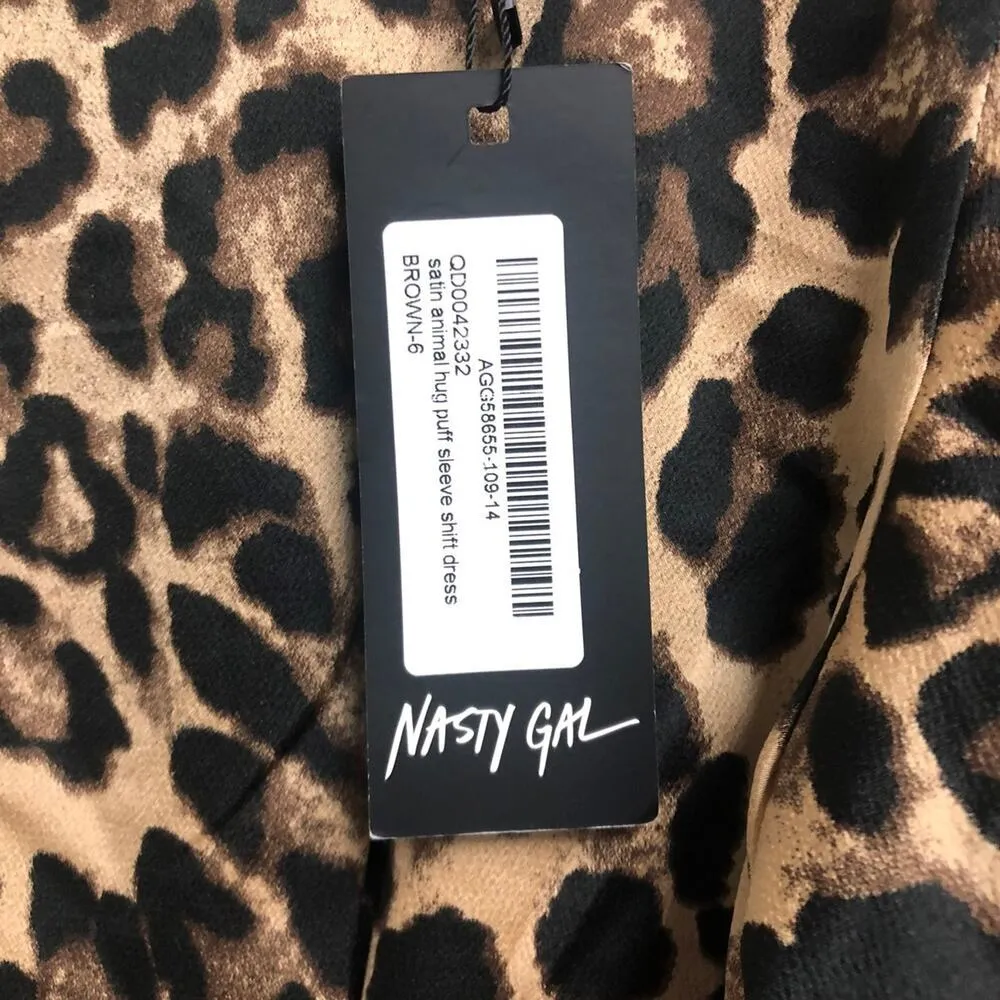 AGG58655-109-14
QD0042332
satin animal hug puff sleeve shift dress
BROWN-6
NASTY GAL